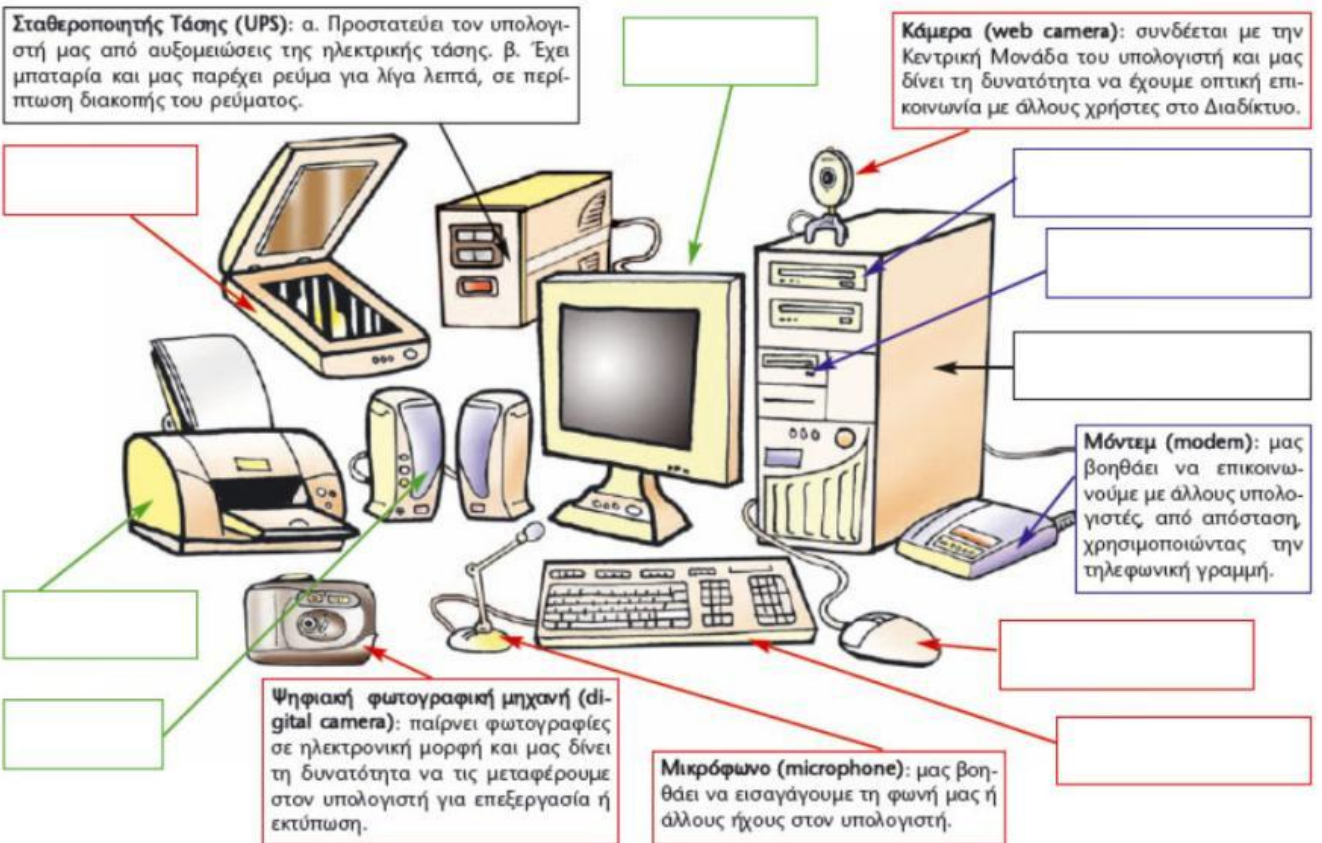 Σταθεροποιητής Τάσης (UPS): α. Προστατεύει τον υπολογι-
στή μας από αυξομειώσεις της ηλεκτρικής τάσης. β. Έχει
μπαταρία και μας παρέχει ρεύμα για λίγα λεπτά, σε περί-
πτωση διακοπής του ρεύματος.
Κάμερα (web camera): συνδέεται με την
Κεντρική Μονάδα του υπολογιστή και μας
δίνει τη δυνατότητα να έχουμε οπτική επι-
κοινωνία με άλλους χρήστες στο Διαδίκτυο.
Μόντεμ (modem): μας
βοηθάει να επικοινω-
νούμε με άλλους υπολο-
γιστές, από απόσταση,
χρησιμοποιώντας την
τηλεφωνική γραμμή.
Ψηφιακή φωτογραφική μηχανή (di-
gital camera): παίρνει φωτογραφίες
σε ηλεκτρονική μορφή και μας δίνει
τη δυνατότητα να τις μεταφέρουμε
στον υπολογιστή για επεξεργασία ή
εκτύπωση.
Μικρόφωνο (microphone): μας βοη-
θάει να εισαγάγουμε τη φωνή μας ή
άλλους ήχους στον υπολογιστή.